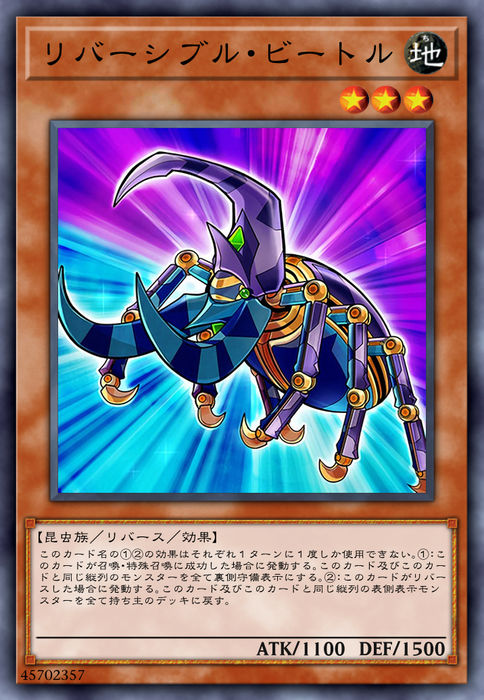 リバーシブル・ビートル
地
ち
【昆虫族／リバース／効果】
このカード名の①②の効果はそれぞれ１ターンに１度しか使用できない。①：こ
のカードが召喚・特殊召喚に成功した場合に発動する。このカード及びこのカー
ドと同じ縦列のモンスターを全て裏側守備表示にする。②：このカードがリバー
スした場合に発動する。このカード及びこのカードと同じ縦列の表側表示モン
スターを全て持ち主のデッキに戻す。
ATK/1100 DEF/1500
45702357